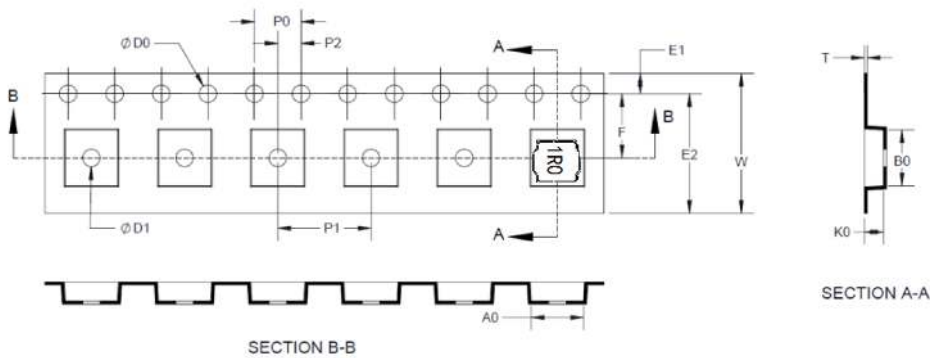 P0
ØD0
P2
A
E1
T
B
B
F
E2
W
B0
1R0
ØD1
P1
A
K0
A0
SECTION A-A
SECTION B-B